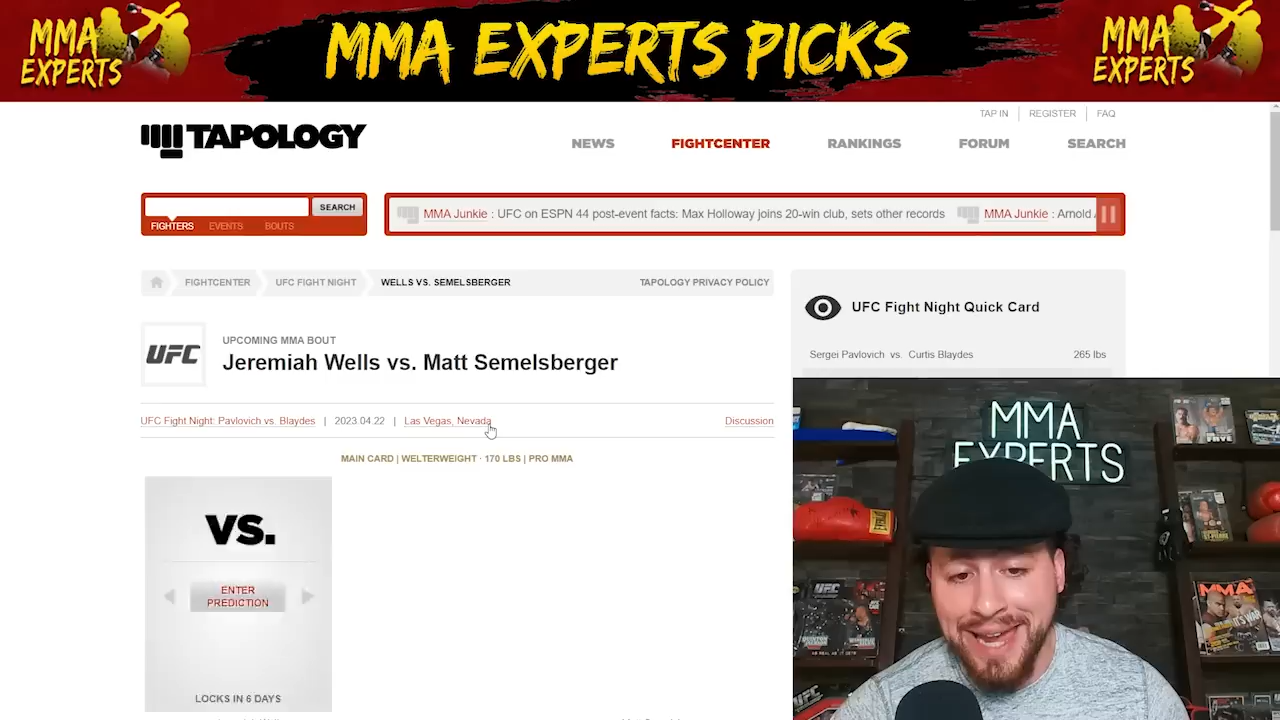 MMA EXPERTS
MMA EXPERTS PICKS
MMA EXPERTS
TAP IN
REGISTER
FAQ
TAPOLOGY
NEWS
FIGHTCENTER
RANKINGS
FORUM
SEARCH
SEARCH
FIGHTERS
EVENTS
BOUTS
MMA Junkie : UFC on ESPN 44 post-event facts: Max Holloway joins 20-win club, sets other records
MMA Junkie : Arnold
FIGHTCENTER
UFC FIGHT NIGHT
WELLS VS. SEMELSBERGER
TAPOLOGY PRIVACY POLICY
UFC
UPCOMING MMA BOUT
Jeremiah Wells vs. Matt Semelsberger
UFC Fight Night: Pavlovich vs. Blaydes | 2023.04.22 | Las Vegas, Nevada
Discussion
MAIN CARD | WELTERWEIGHT · 170 LBS | PRO MMA
VS.
ENTER
PREDICTION
LOCKS IN 6 DAYS
UFC Fight Night Quick Card
Sergei Pavlovich vs. Curtis Blaydes
265 lbs
MMA
EXPERTS
FRYE
EVERLAST
UFC
MMA
UFC